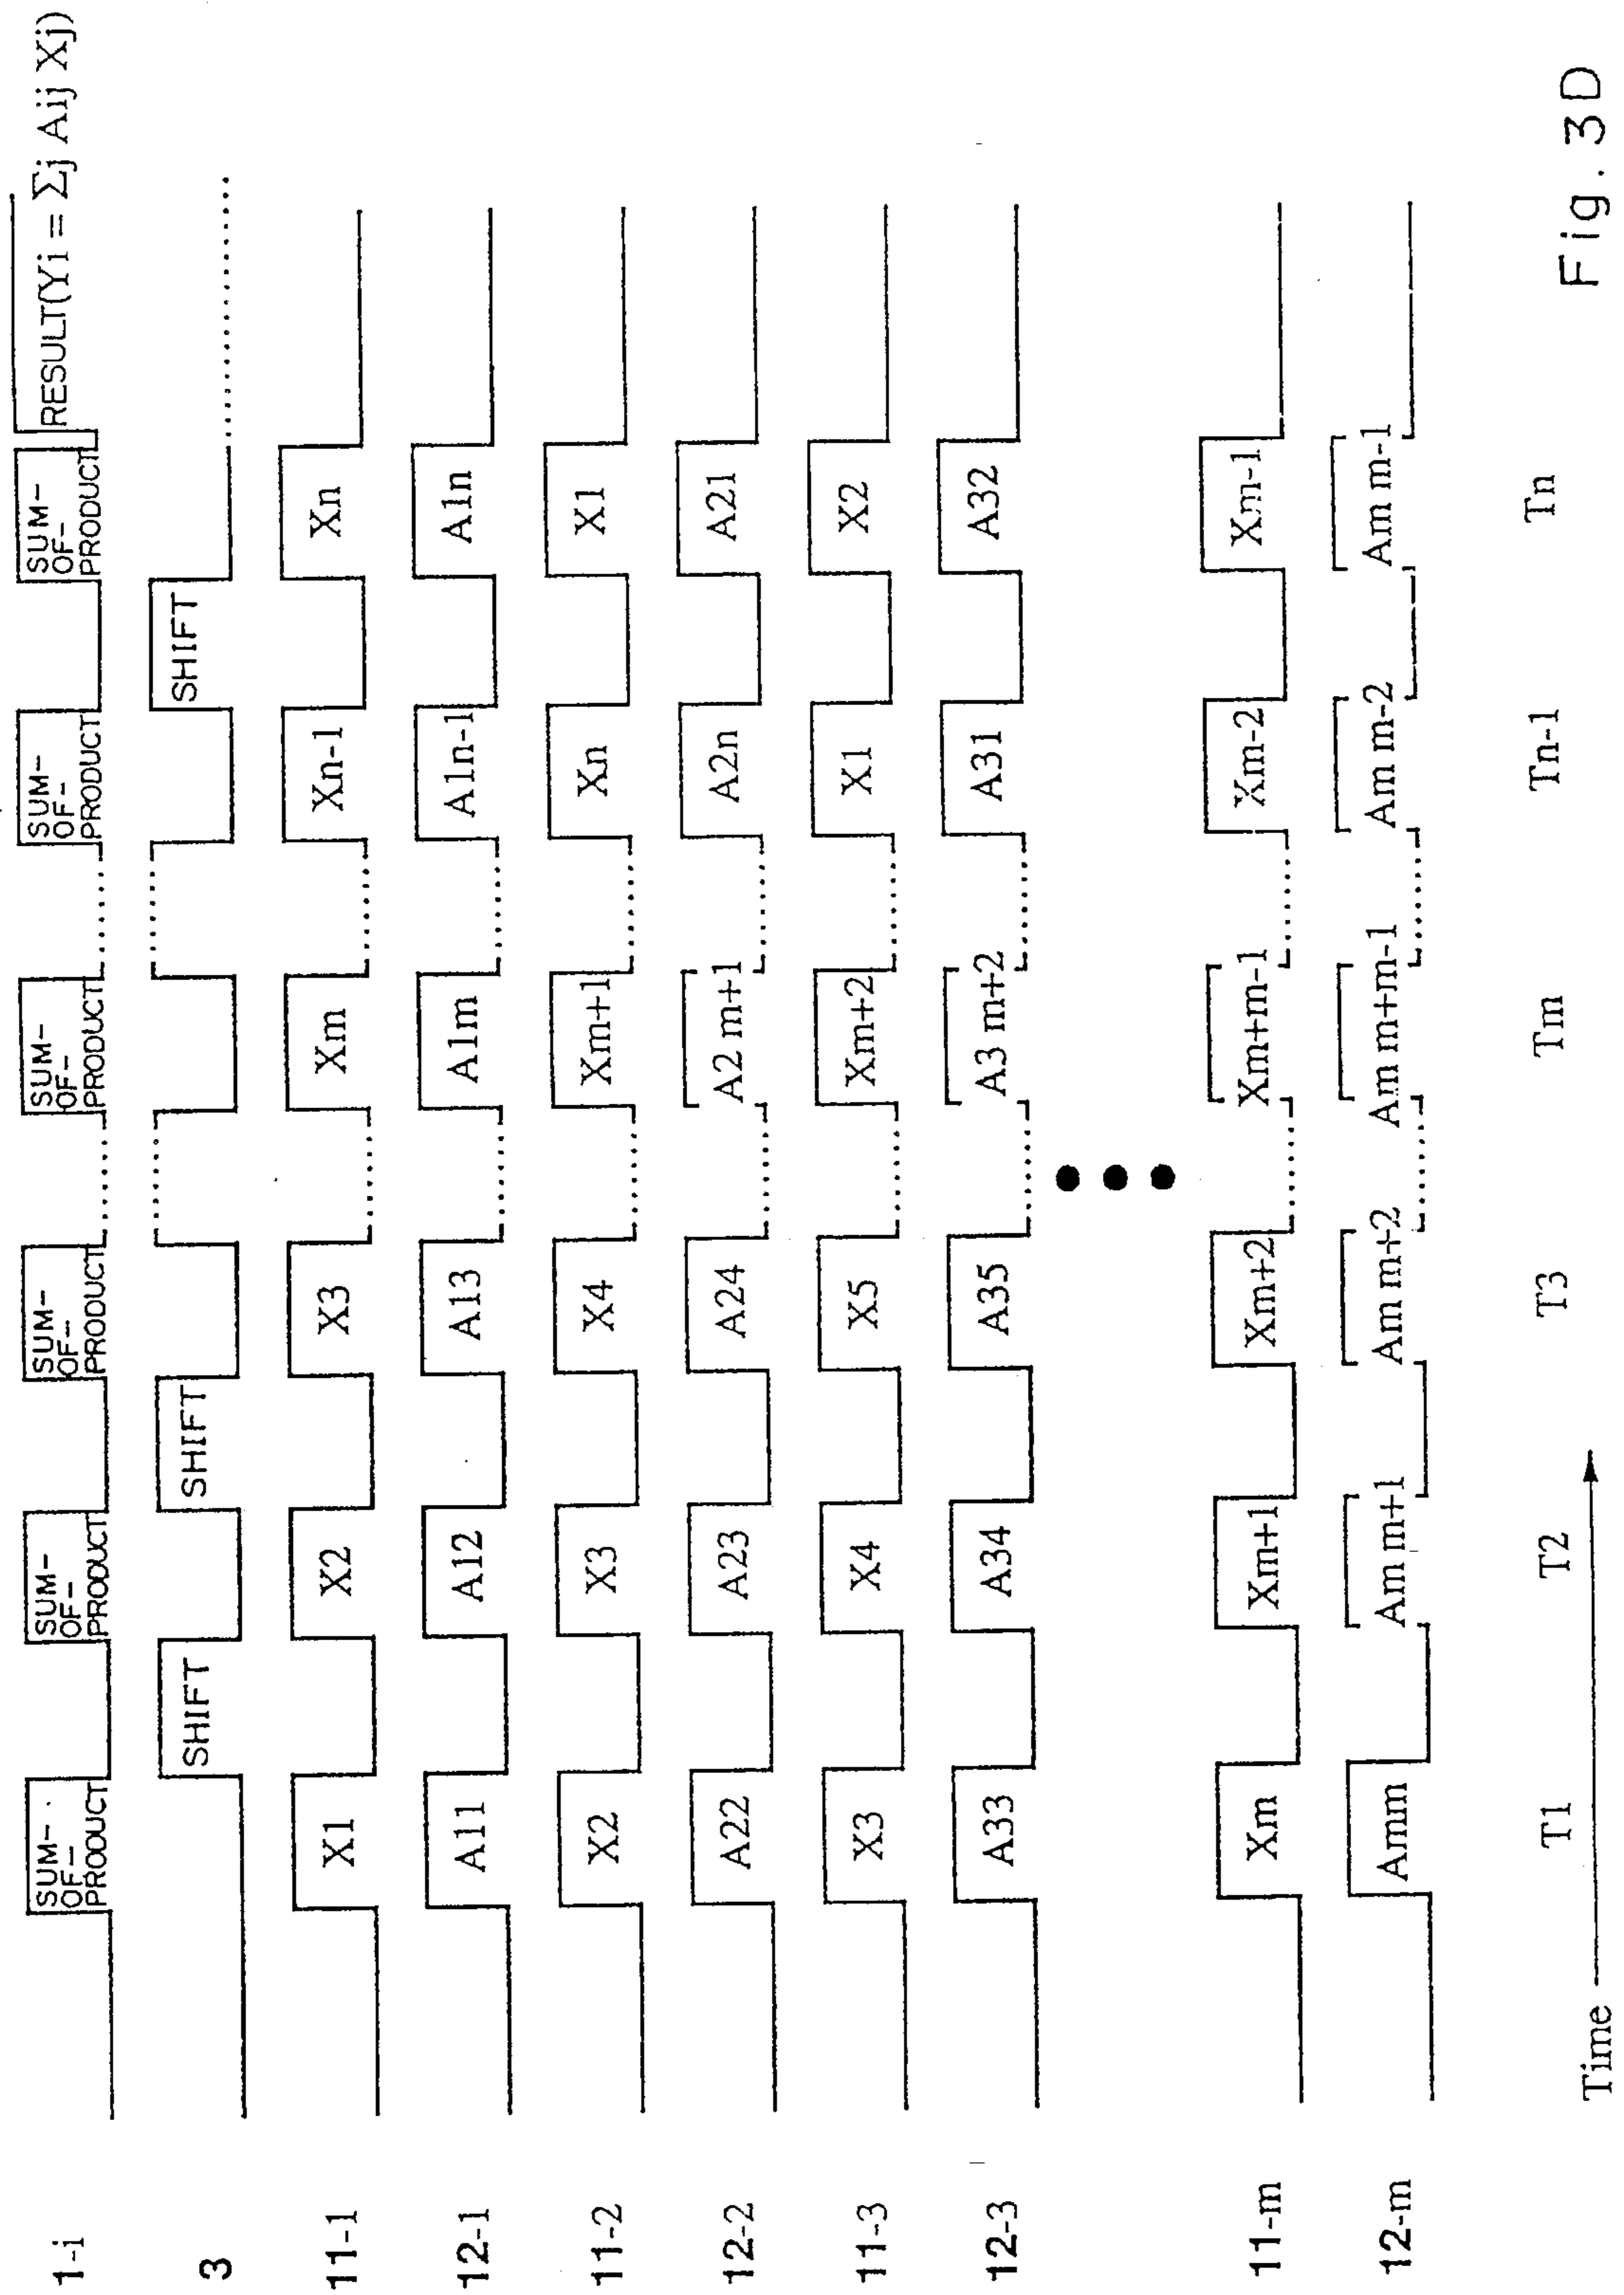 1-i
SUM-
OF-
PRODUCT
SUM-
OF-
PRODUCT
SUM-
OF-
PRODUCT
SUM-
OF-
PRODUCT
SUM-
OF-
PRODUCT
SUM-
OF-
PRODUCT
RESULT(Yi = Σj Aij Xj)
3
SHIFT
SHIFT
SHIFT
11-1
X1
X2
X3
Xm
Xn-1
Xn
12-1
A11
A12
A13
A1m
A1n-1
A1n
11-2
X2
X3
X4
Xm+1
Xn
X1
12-2
A22
A23
A24
A2 m+1
A2n
A21
11-3
X3
X4
X5
Xm+2
X1
X2
12-3
A33
A34
A35
A3 m+2
A31
A32
11-m
Xm
Xm+1
Xm+2
Xm+m-1
Xm-2
Xm-1
12-m
Amm
Am m+1
Am m+2
Am m+m-1
Am m-2
Am m-1
T1
T2
T3
Tm
Tn-1
Tn
Time
Fig. 3D